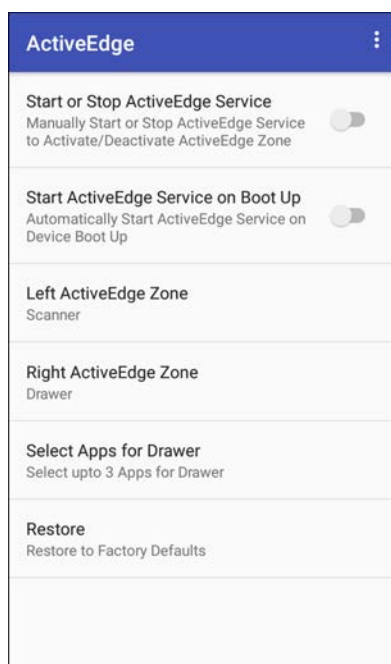 ActiveEdge
Start or Stop ActiveEdge Service
Manually Start or Stop ActiveEdge Service
to Activate/Deactivate ActiveEdge Zone
Start ActiveEdge Service on Boot Up
Automatically Start ActiveEdge Service on
Device Boot Up
Left ActiveEdge Zone
Scanner
Right ActiveEdge Zone
Drawer
Select Apps for Drawer
Select upto 3 Apps for Drawer
Restore
Restore to Factory Defaults